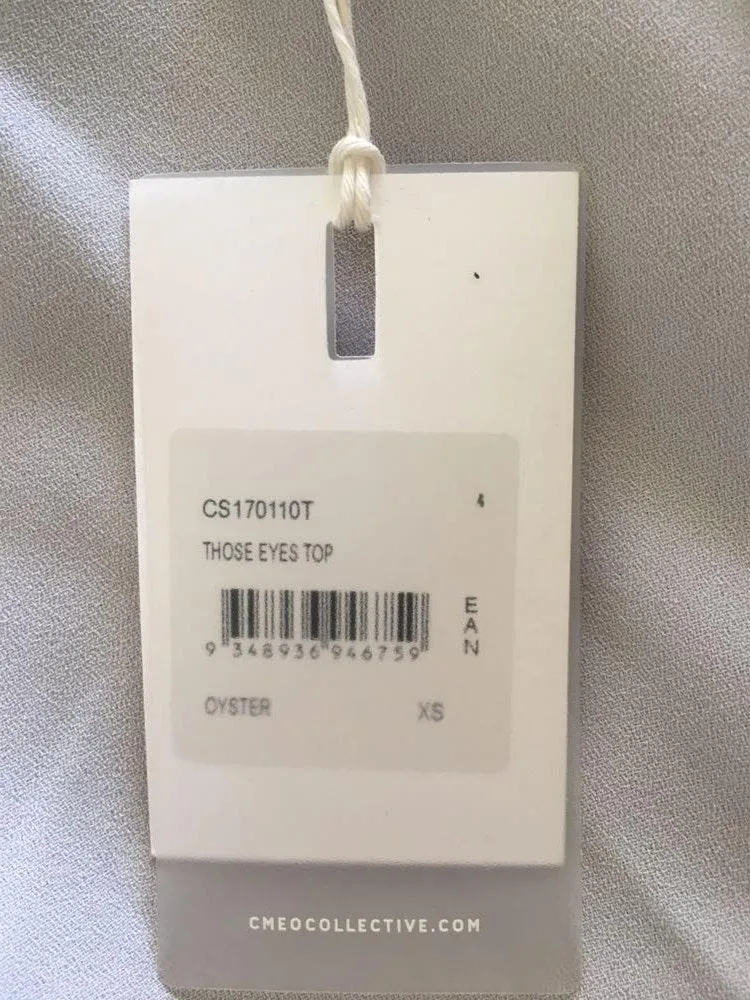 CS170110T 4
THOSE EYES TOP
EAN
9 348936 946759
OYSTER XS
CMEOCOLLECTIVE.COM